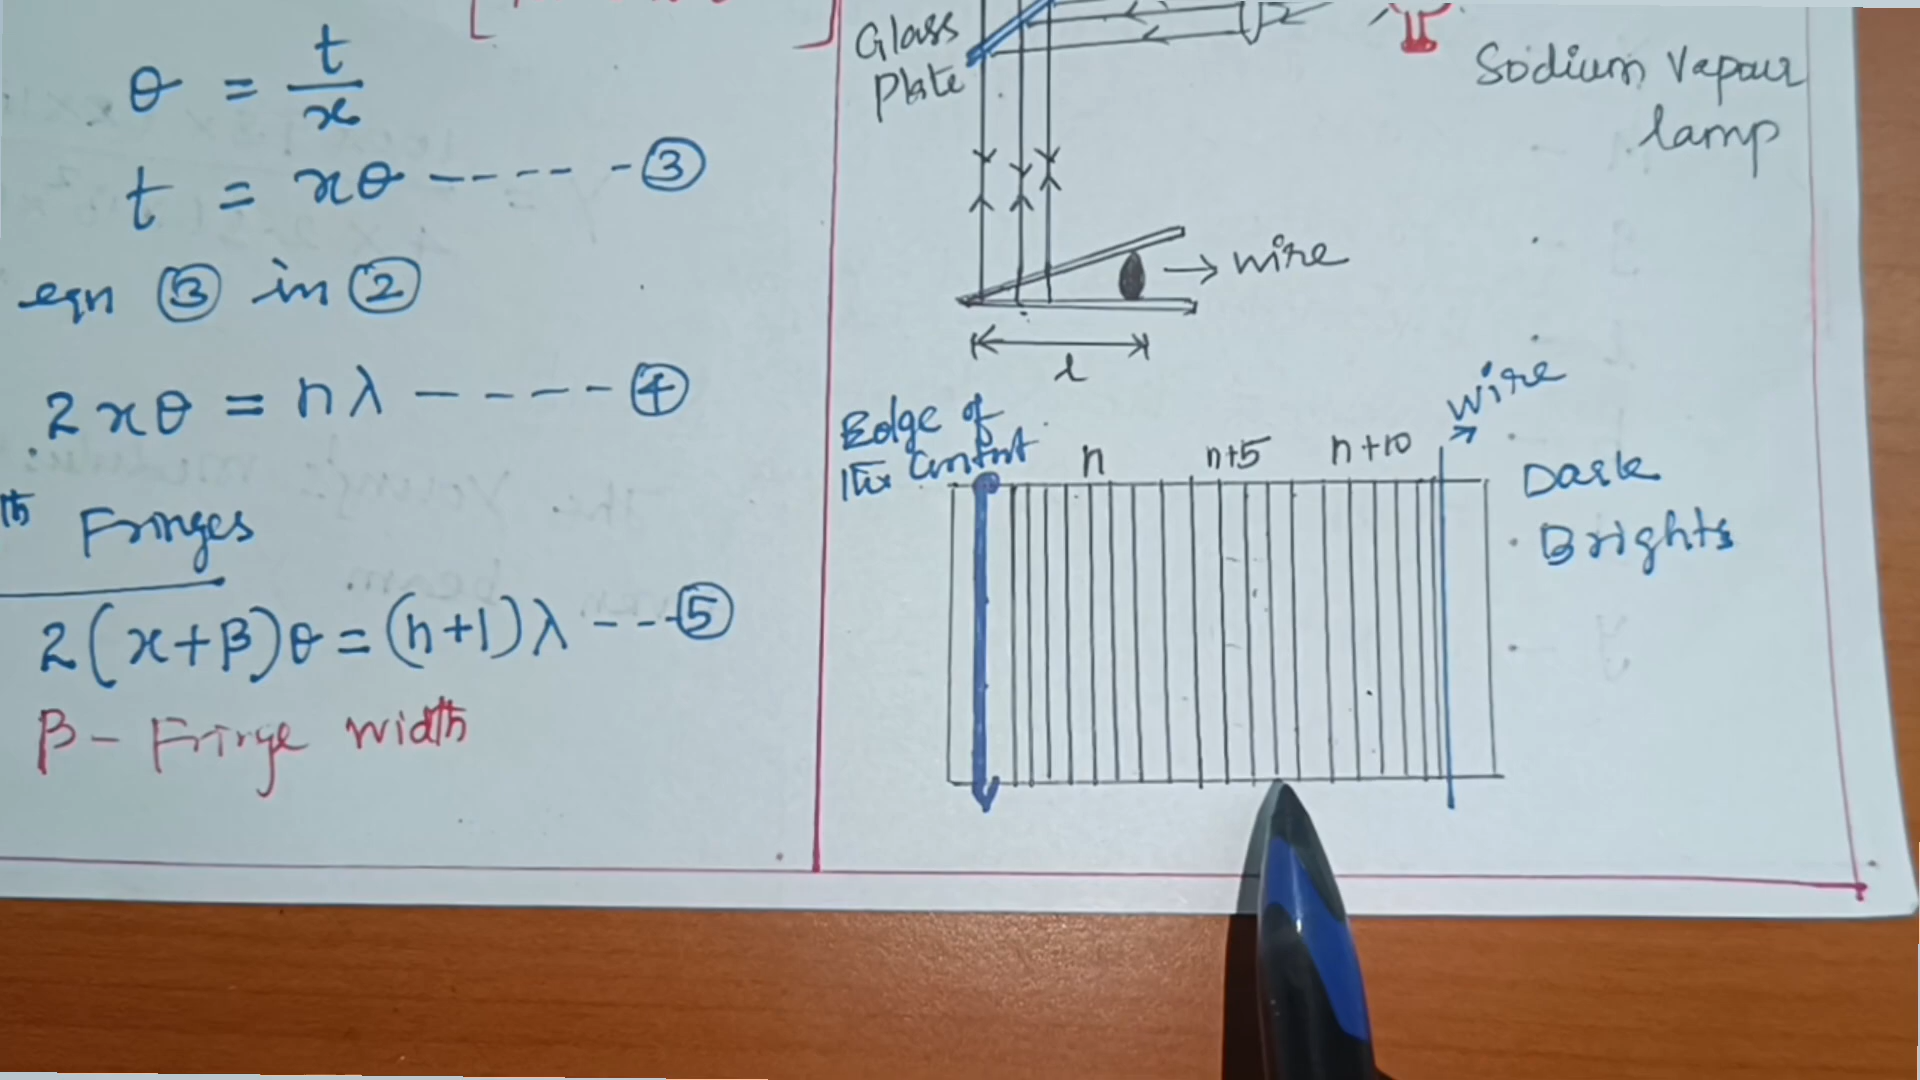 θ = t/x
t = xθ ----- - ③
eqn ③ in ②
2xθ = nλ ----- ④
th Fringes
2(x+β)θ = (n+1)λ --- ⑤
β - Fringe width
Glass
Plate
Sodium Vapour
lamp
→ wire
l
wire
Edge of
the Contact
n
n+5
n+10
Dark
Brights